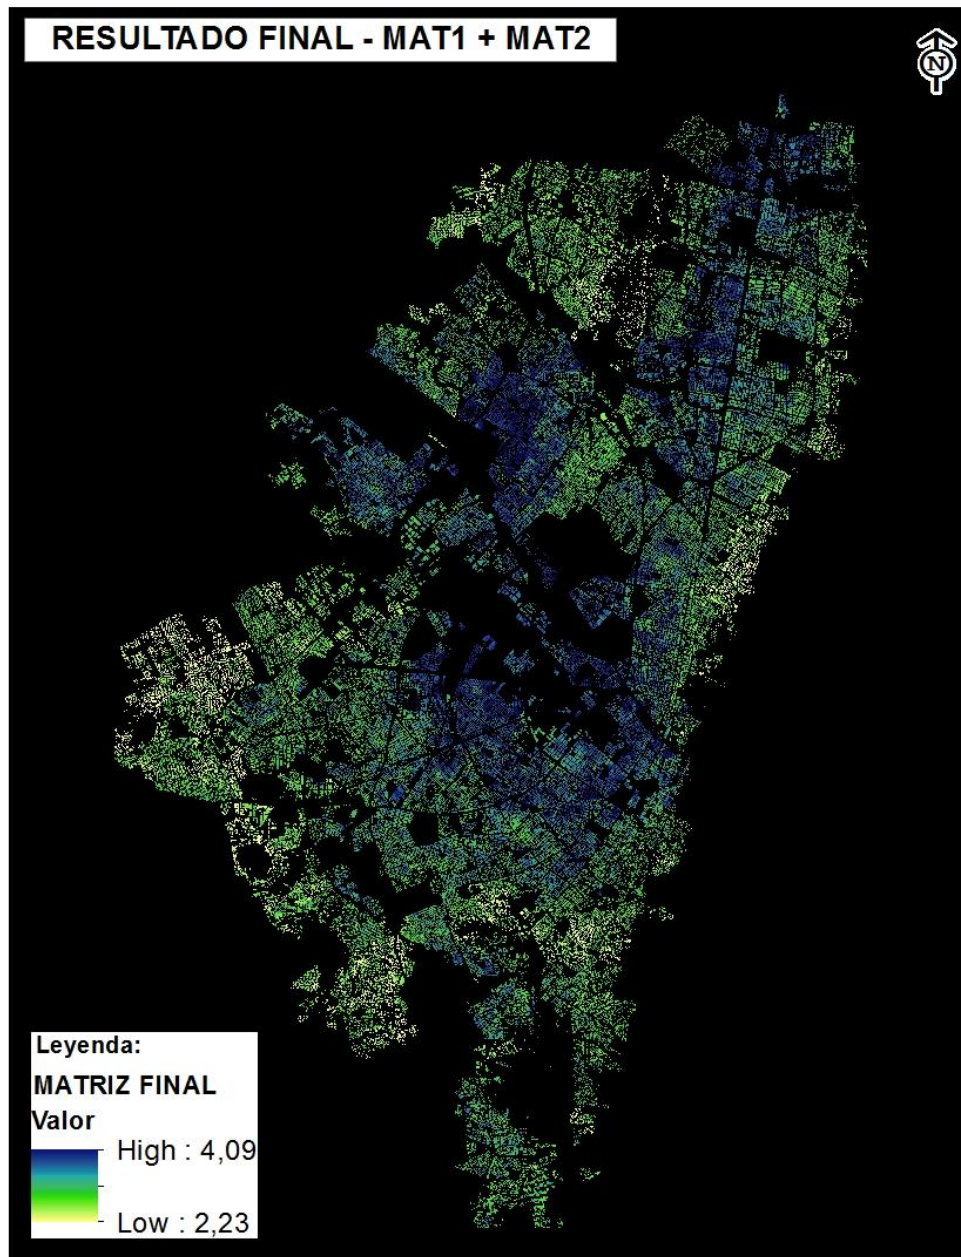 RESULTADO FINAL - MAT1 + MAT2
N
Leyenda:
MATRIZ FINAL
Valor
High : 4,09
Low : 2,23